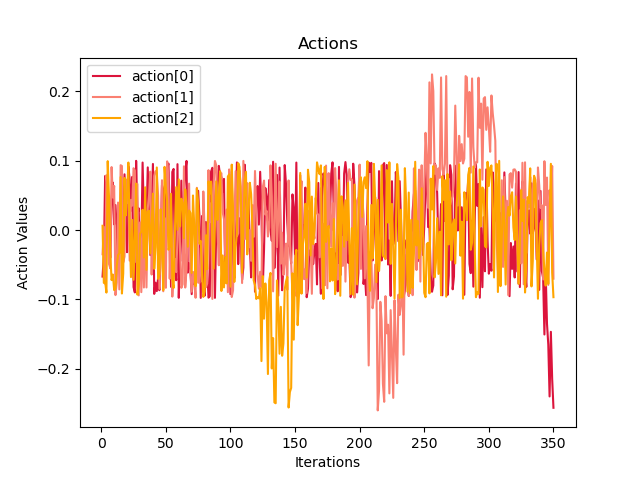 Actions
action[0]
action[1]
action[2]
0.2
0.1
0.0
−0.1
−0.2
Action Values
0 50 100 150 200 250 300 350
Iterations